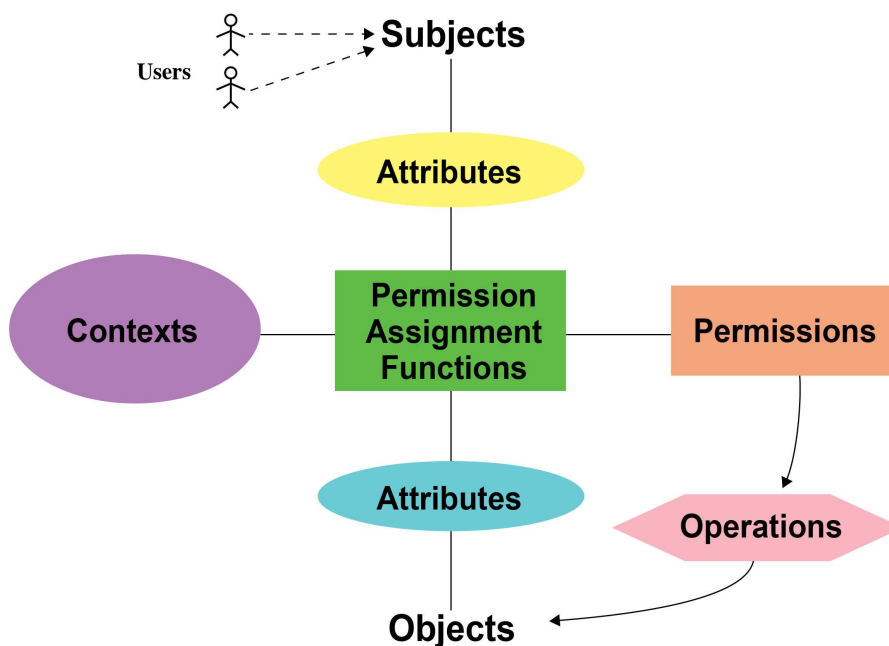 Subjects
Users
Attributes
Permission
Assignment
Functions
Contexts
Permissions
Attributes
Operations
Objects